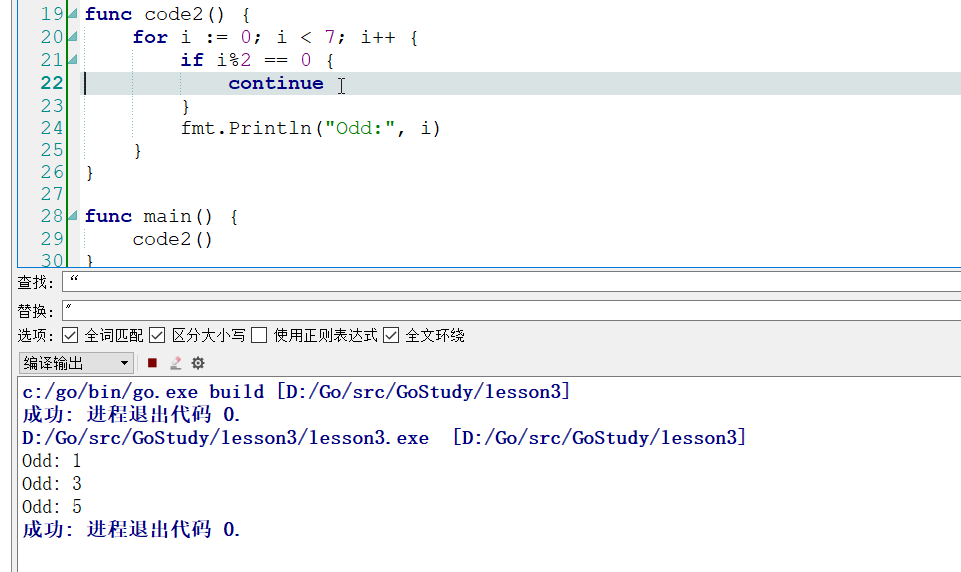 19 func code2() {
20 for i := 0; i < 7; i++ {
21 if i%2 == 0 {
22 continue
23 }
24 fmt.Println("Odd:", i)
25 }
26 }
27
28 func main() {
29 code2()
30 }
查找: “
替换: "
选项: 全词匹配 区分大小写 使用正则表达式 全文环绕
编译输出
c:/go/bin/go.exe build [D:/Go/src/GoStudy/lesson3]
成功: 进程退出代码 0.
D:/Go/src/GoStudy/lesson3/lesson3.exe [D:/Go/src/GoStudy/lesson3]
Odd: 1
Odd: 3
Odd: 5
成功: 进程退出代码 0.